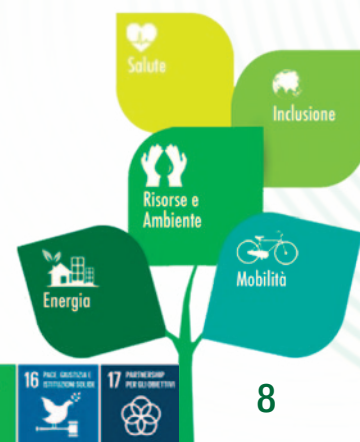 Salute
Inclusione
Risorse e
Ambiente
Energia
Mobilità
16 PACE, GIUSTIZIA E
ISTITUZIONI SOLIDE
17 PARTNERSHIP
PER GLI OBIETTIVI
8